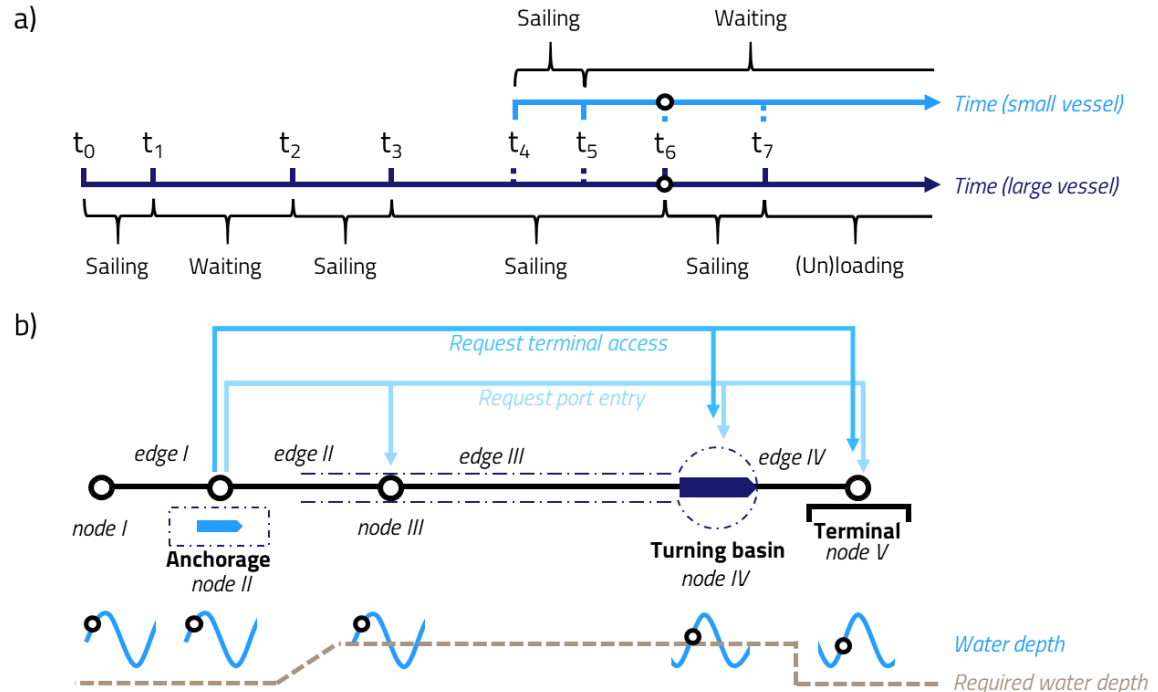 a)
Sailing Waiting
Time (small vessel)
t0 t1 t2 t3 t4 t5 t6 t7
Time (large vessel)
Sailing Waiting Sailing Sailing Sailing (Un)loading
b)
Request terminal access
Request port entry
edge I edge II edge III edge IV
node I node III
Anchorage Turning basin Terminal
node II node IV node V
Water depth
Required water depth